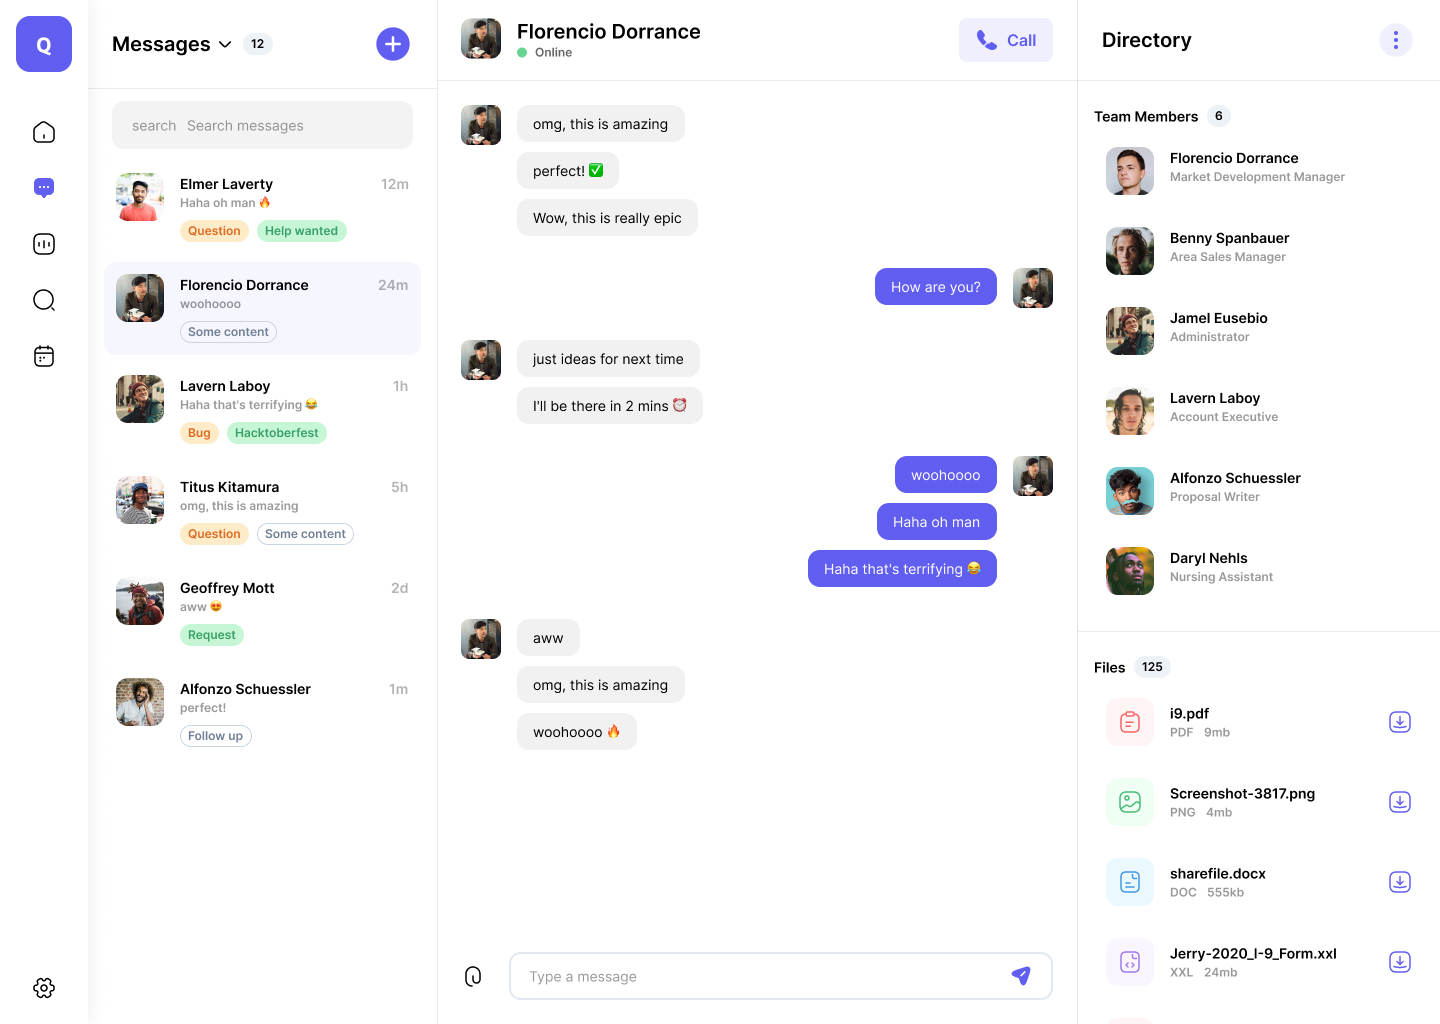 Q
Messages 12
search Search messages
Elmer Laverty 12m
Haha oh man 🔥
Question Help wanted
Florencio Dorrance 24m
woohoooo
Some content
Lavern Laboy 1h
Haha that's terrifying 😂
Bug Hacktoberfest
Titus Kitamura 5h
omg, this is amazing
Question Some content
Geoffrey Mott 2d
aww 😍
Request
Alfonzo Schuessler 1m
perfect!
Follow up
Florencio Dorrance
Online
Call
omg, this is amazing
perfect! ✅
Wow, this is really epic
How are you?
just ideas for next time
I'll be there in 2 mins ⏰
woohoooo
Haha oh man
Haha that's terrifying 😂
aww
omg, this is amazing
woohoooo 🔥
Type a message
Directory
Team Members 6
Florencio Dorrance
Market Development Manager
Benny Spanbauer
Area Sales Manager
Jamel Eusebio
Administrator
Lavern Laboy
Account Executive
Alfonzo Schuessler
Proposal Writer
Daryl Nehls
Nursing Assistant
Files 125
i9.pdf
PDF 9mb
Screenshot-3817.png
PNG 4mb
sharefile.docx
DOC 555kb
Jerry-2020_I-9_Form.xxl
XXL 24mb